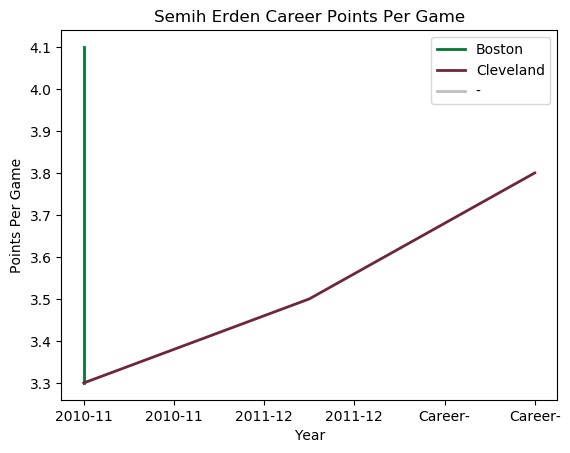 Semih Erden Career Points Per Game
Boston
Cleveland
-
4.1
4.0
3.9
3.8
3.7
3.6
3.5
3.4
3.3
Points Per Game
2010-11 2010-11 2011-12 2011-12 Career- Career-
Year